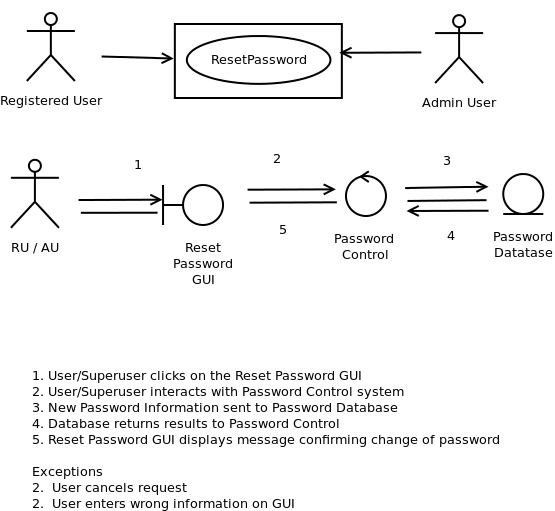 ResetPassword
Registered User
Admin User
1
2
3
5
4
RU / AU
Reset
Password
GUI
Password
Control
Password
Datatase
1. User/Superuser clicks on the Reset Password GUI
2. User/Superuser interacts with Password Control system
3. New Password Information sent to Password Database
4. Database returns results to Password Control
5. Reset Password GUI displays message confirming change of password
Exceptions
2.  User cancels request
2.  User enters wrong information on GUI